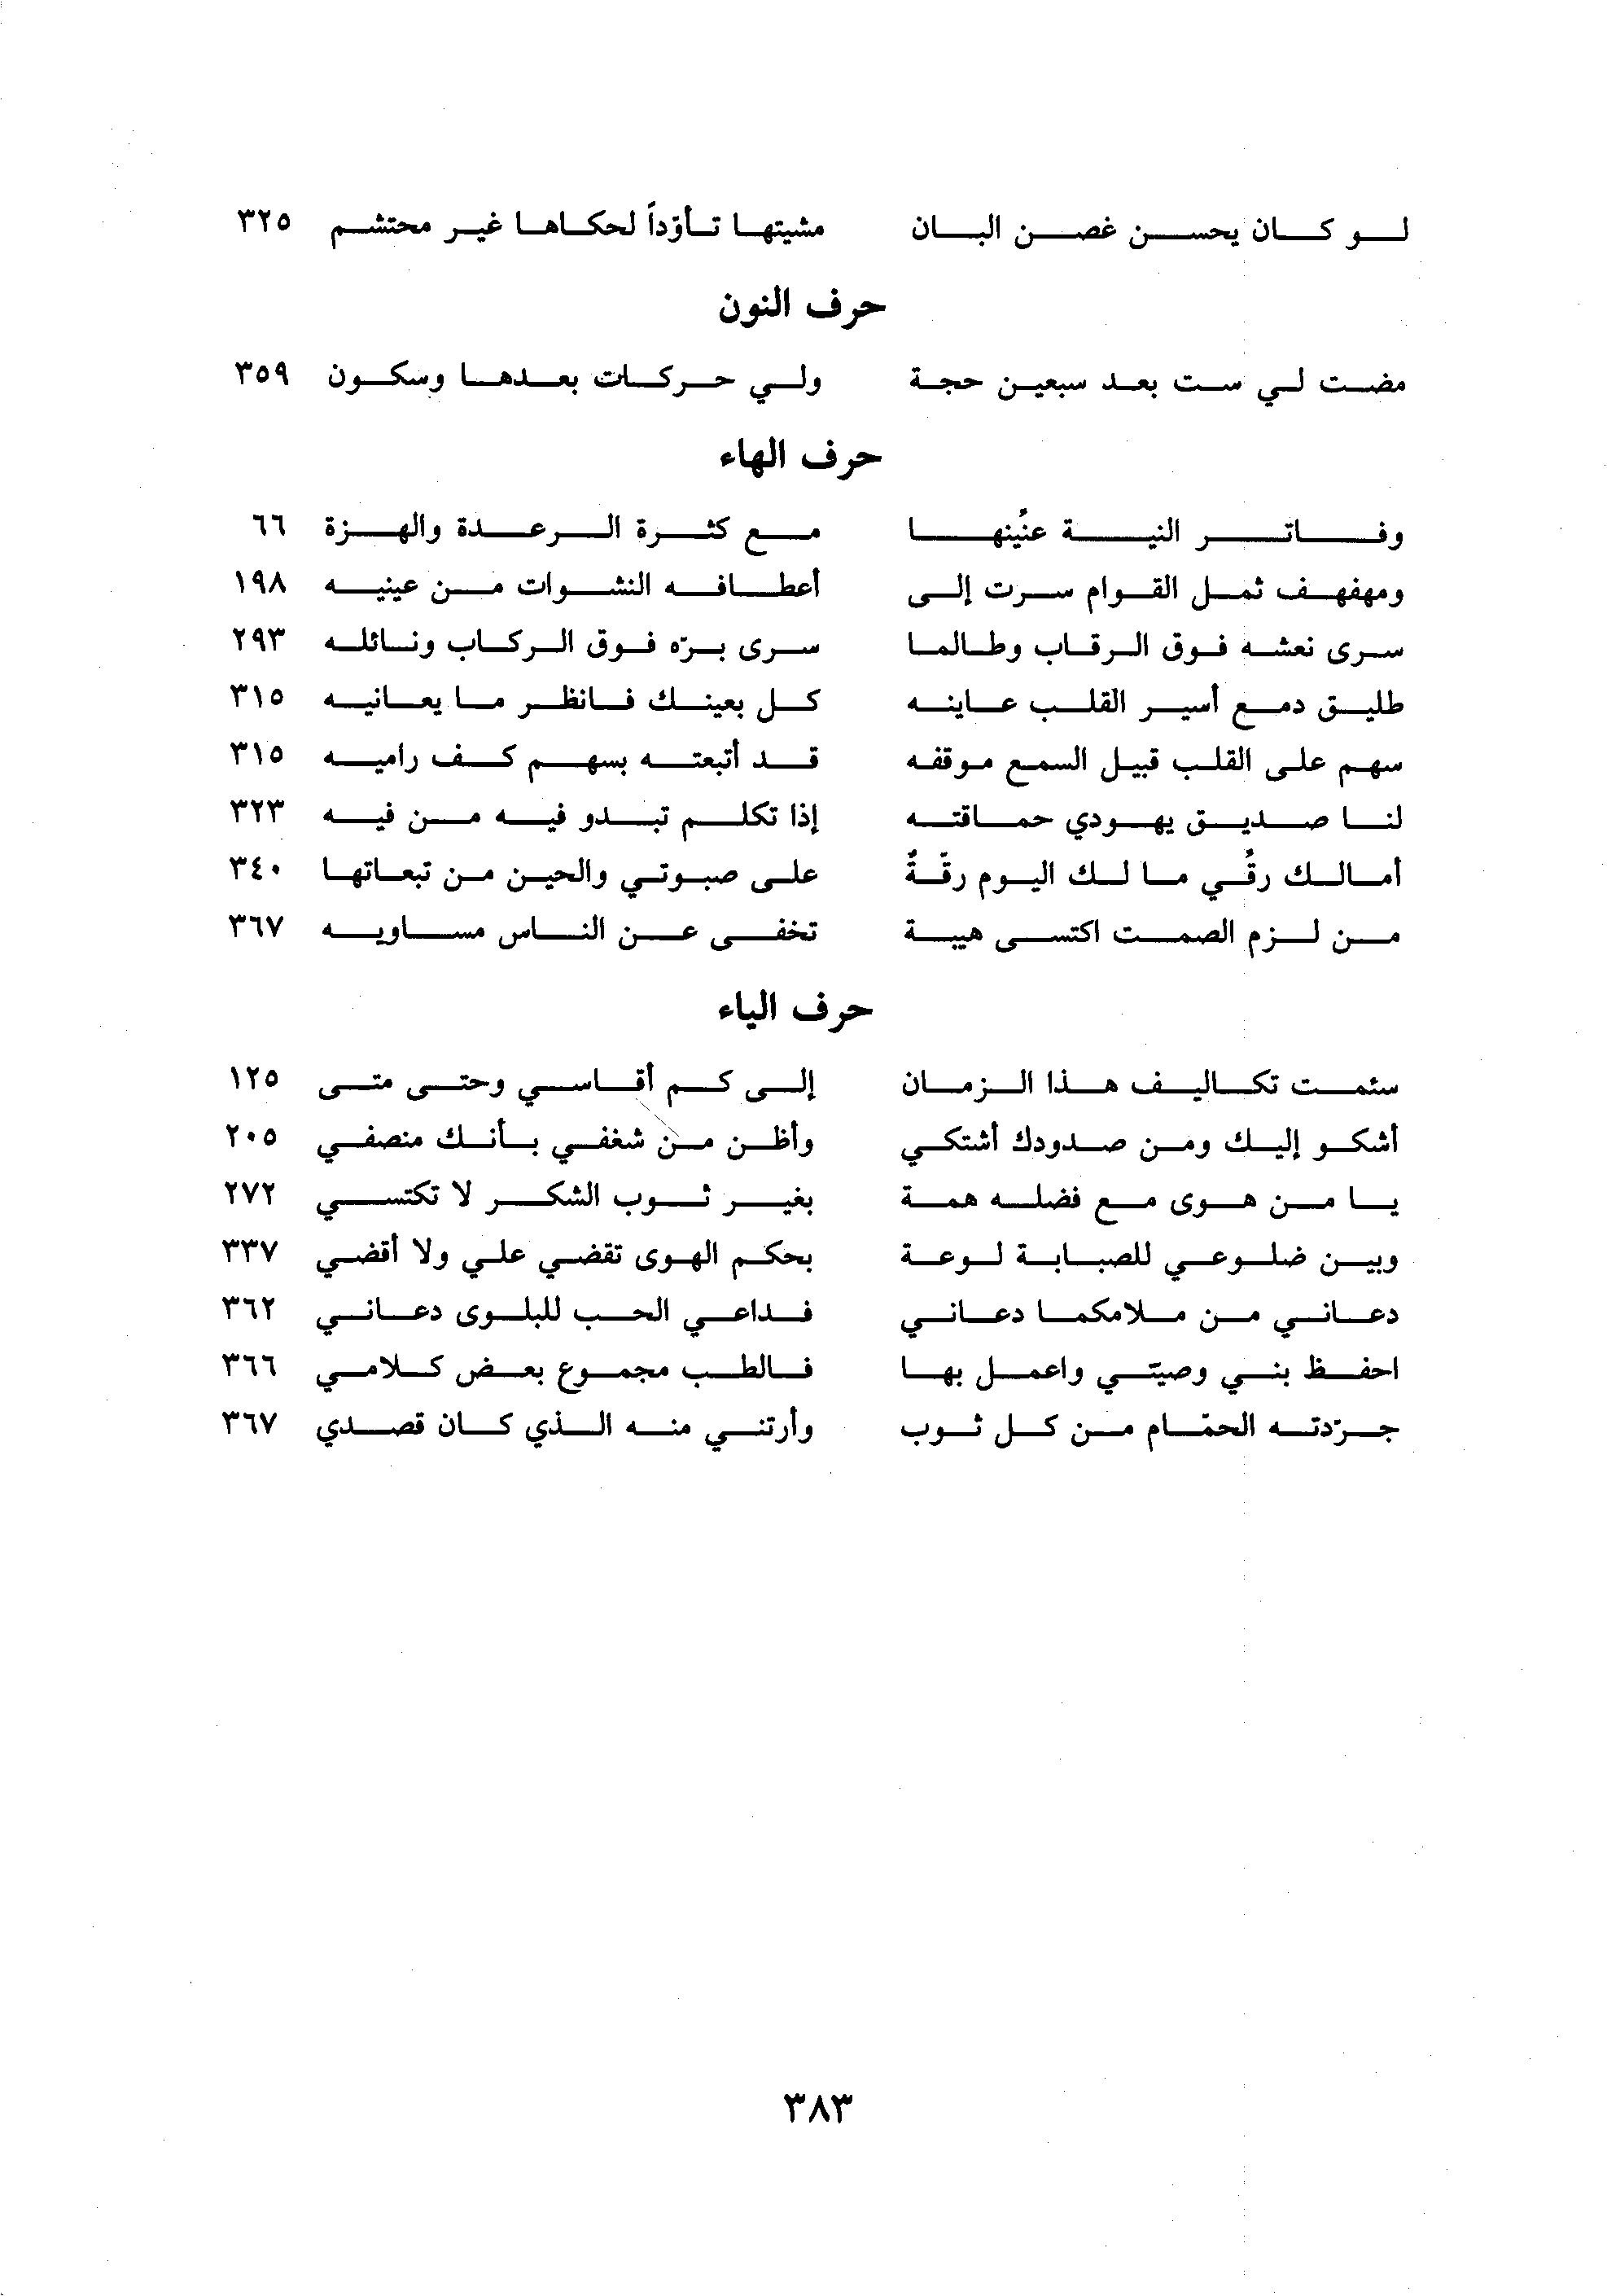 لو كان يحسن غصن البان مشيتها تأوّداً لحكاها غير محتشم ٣٢٥
حرف النون
مضت لي ست بعد سبعين حجة ولي حركات بعدها وسكون ٣٥٩
حرف الهاء
وفاتر النية عنّينها مع كثرة الرعدة والهزة ٦٦
ومهفهف ثمل القوام سرت إلى أعطافه النشوات من عينيه ١٩٨
سرى نعشه فوق الرقاب وطالما سرى برّه فوق الركاب ونائله ٢٩٣
طليق دمع أسير القلب عاينه كل بعينك فانظر ما يعانيه ٣١٥
سهم على القلب قبيل السمع موقفه قد أتبعته بسهم كف راميه ٣١٥
لنا صديق يهودي حماقته إذا تكلم تبدو فيه من فيه ٣٢٣
أمالك رقّي ما لك اليوم رقّةٌ على صبوتي والحين من تبعاتها ٣٤٠
من لزم الصمت اكتسى هيبة تخفى عن الناس مساويه ٣٦٧
حرف الياء
سئمت تكاليف هذا الزمان إلى كم أقاسي وحتى متى ١٢٥
أشكو إليك ومن صدودك أشتكي وأظن من شغفي بأنك منصفي ٢٠٥
يا من هوى مع فضله همة بغير ثوب الشكر لا تكتسي ٢٧٢
وبين ضلوعي للصبابة لوعة بحكم الهوى تقضي علي ولا أقضي ٣٣٧
دعاني من ملامكما دعاني فداعي الحب للبلوى دعاني ٣٦٢
احفظ بني وصيتّي واعمل بها فالطب مجموع بعض كلامي ٣٦٦
جرّدته الحمّام من كل ثوب وأرتني منه الذي كان قصدي ٣٦٧
٣٨٣